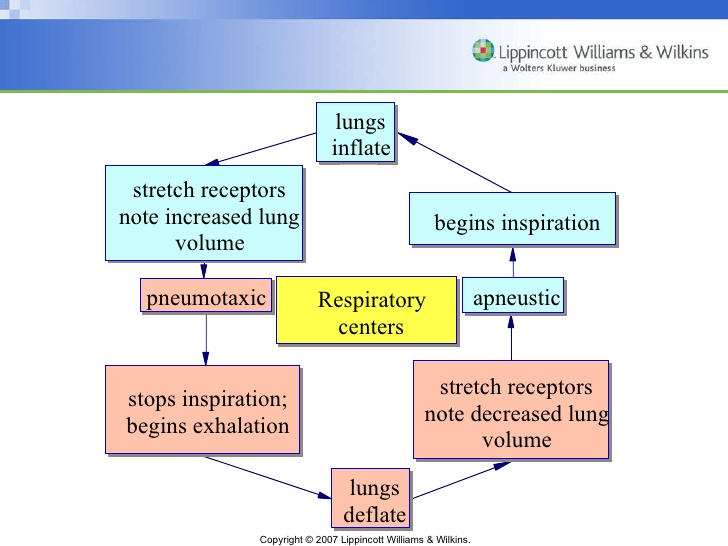 Lippincott Williams & Wilkins
a Wolters Kluwer business
lungs
inflate
stretch receptors
note increased lung
volume
begins inspiration
pneumotaxic
Respiratory
centers
apneustic
stops inspiration;
begins exhalation
stretch receptors
note decreased lung
volume
lungs
deflate
Copyright © 2007 Lippincott Williams & Wilkins.